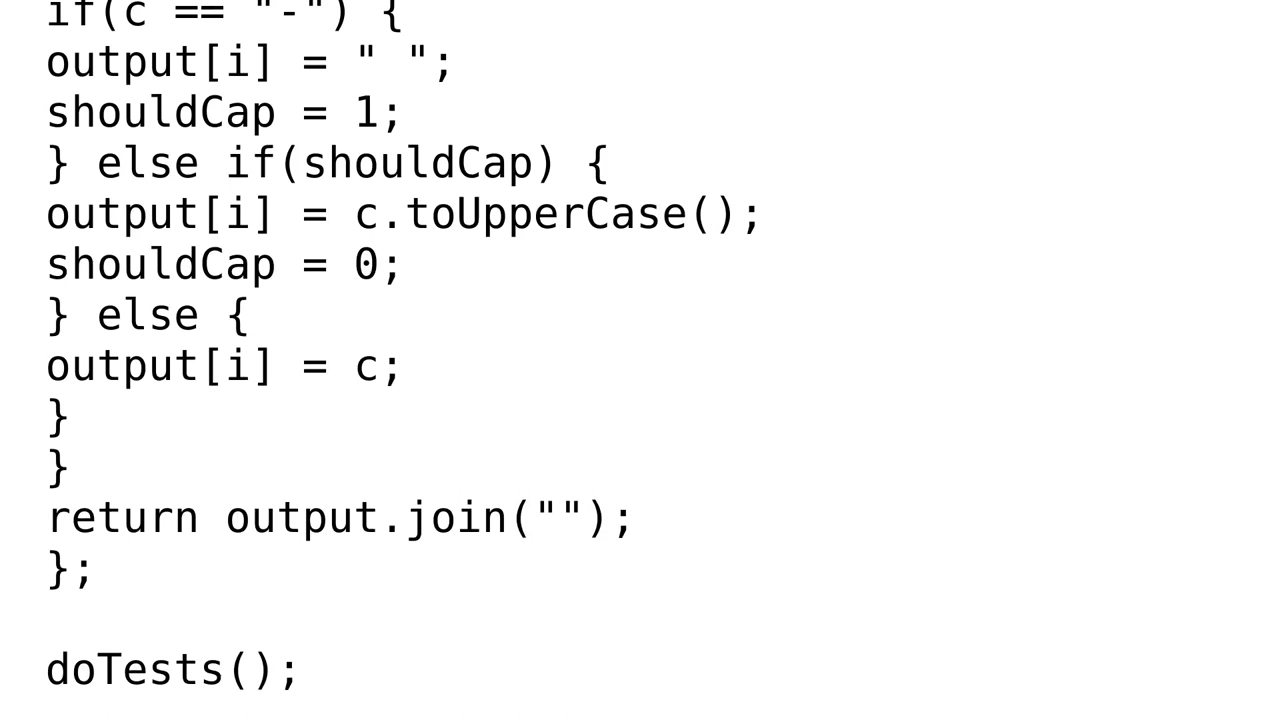 if(c == "-") {
output[i] = " ";
shouldCap = 1;
} else if(shouldCap) {
output[i] = c.toUpperCase();
shouldCap = 0;
} else {
output[i] = c;
}
}
return output.join("");
};

doTests();